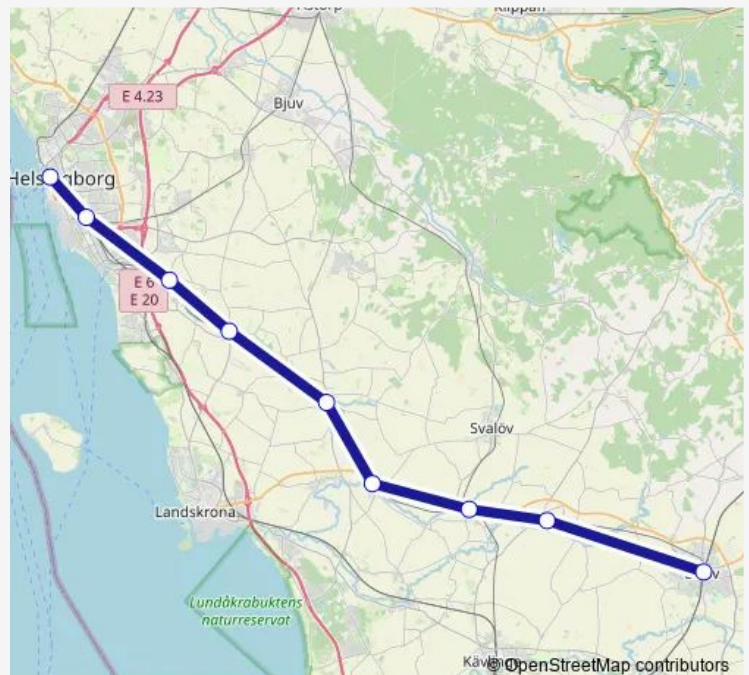 E 4.23
Bjuv
E 6
E 20
Svalöv
Landskrona
Lundåkrabuktens
naturreservat
© OpenStreetMap contributors